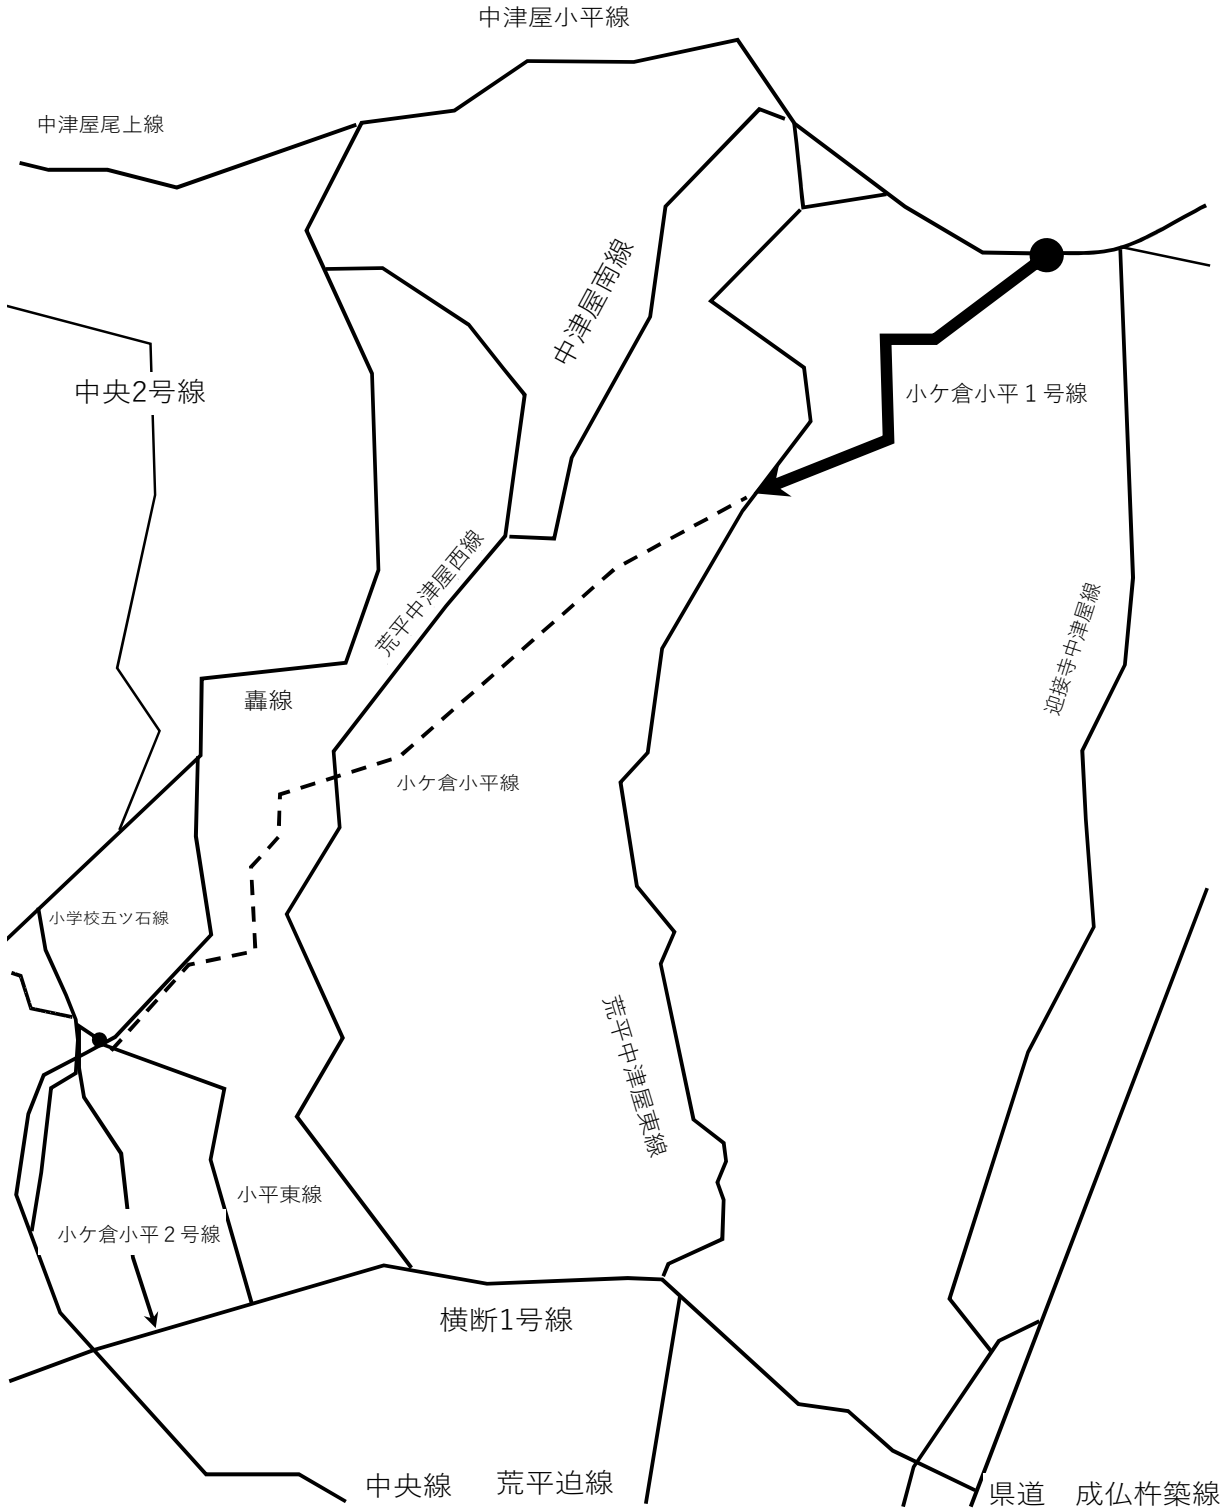 中津屋小平線
中津屋尾上線
中津屋南線
中央2号線
小ケ倉小平１号線
荒平中津屋西線
迎接寺中津屋線
轟線
小ケ倉小平線
小学校五ツ石線
荒平中津屋東線
小平東線
小ケ倉小平２号線
横断1号線
中央線
荒平迫線
県道　成仏杵築線